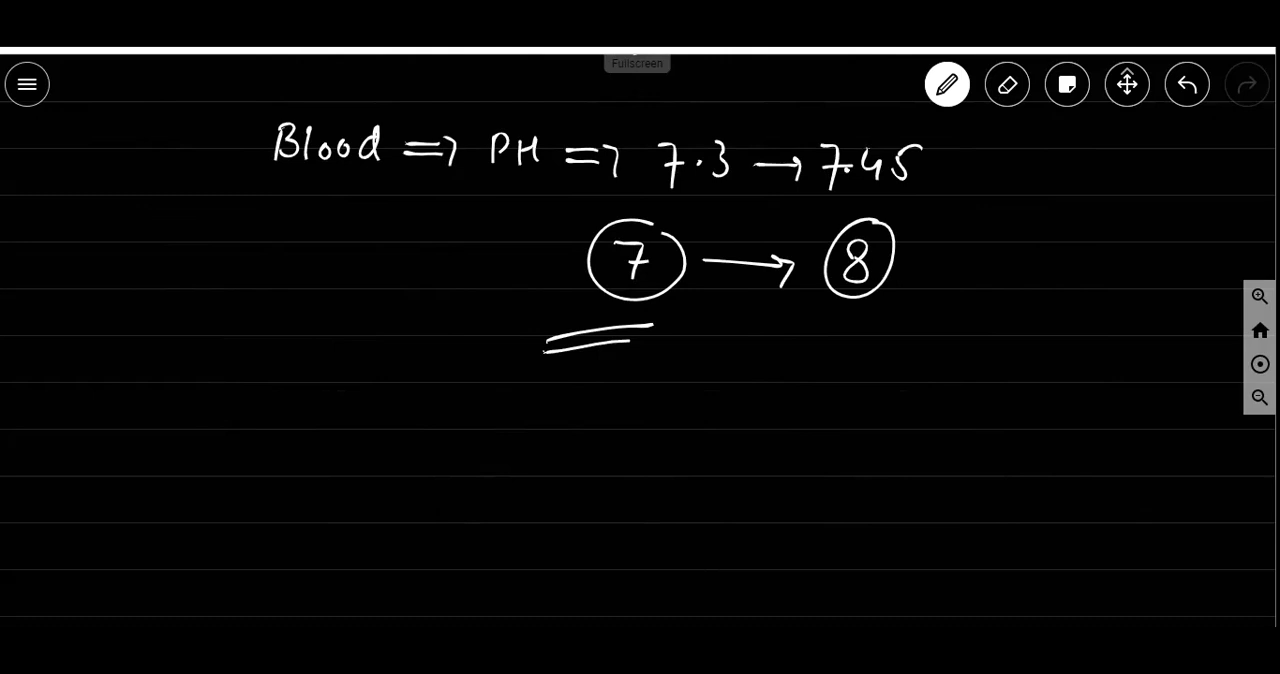 Fullscreen
Blood => PH => 7.3 → 7.45
7 → 8